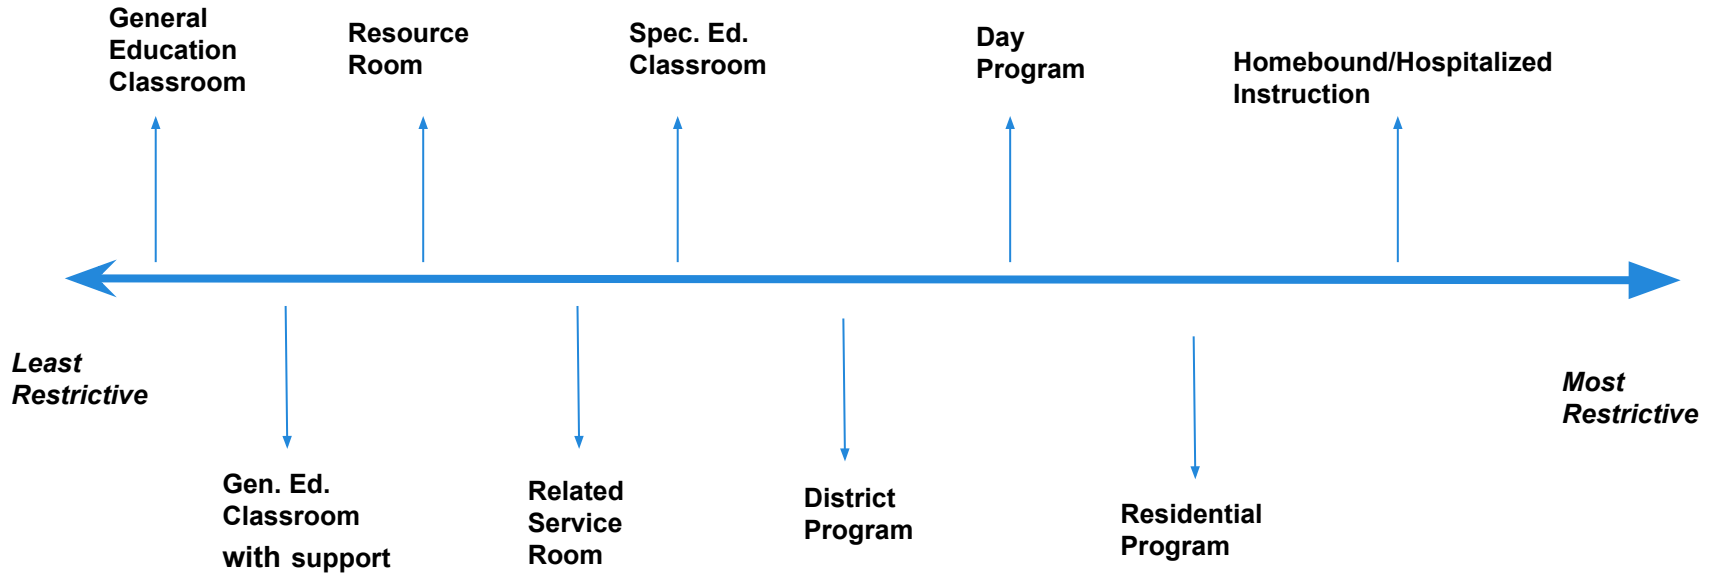 General
Education
Classroom
Resource
Room
Spec. Ed.
Classroom
Day
Program
Homebound/Hospitalized
Instruction
Least
Restrictive
Most
Restrictive
Gen. Ed.
Classroom
with support
Related
Service
Room
District
Program
Residential
Program